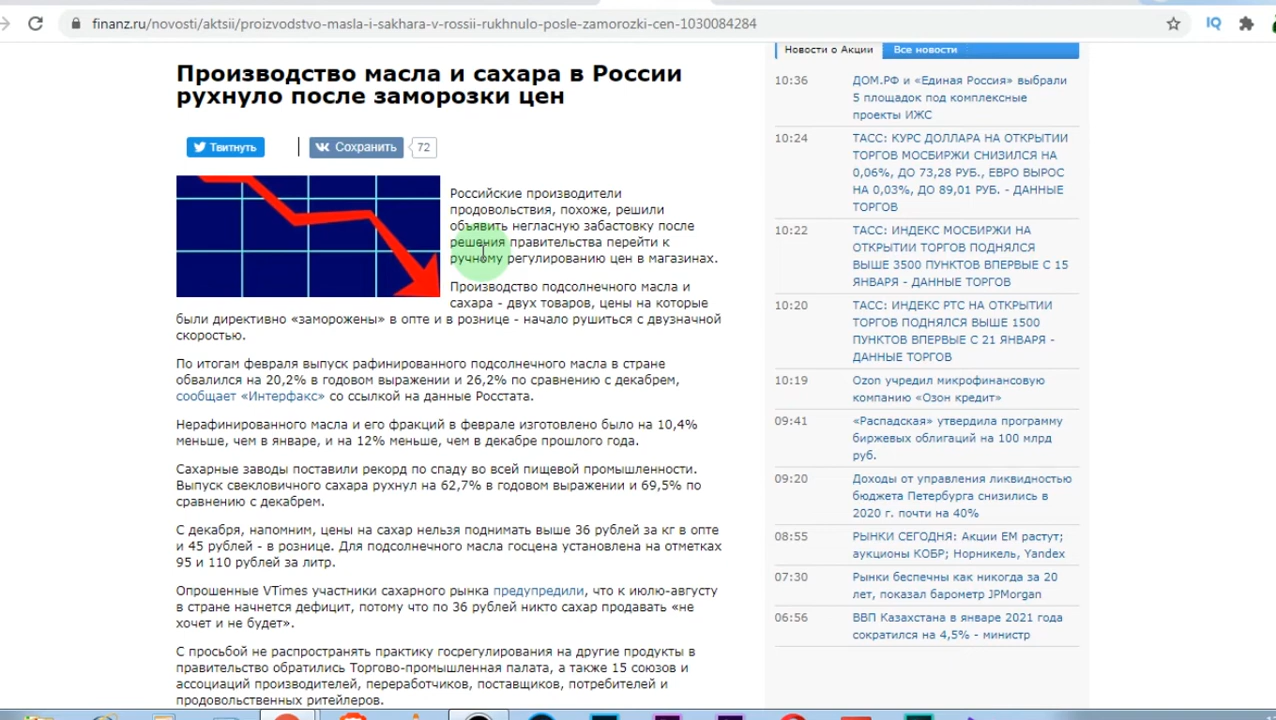 finanz.ru/novosti/aktsii/proizvodstvo-masla-i-sakhara-v-rossii-rukhnulo-posle-zamorozki-cen-1030084284
Производство масла и сахара в России
рухнуло после заморозки цен
Твитнуть
Сохранить
72
Российские производители
продовольствия, похоже, решили
объявить негласную забастовку после
решения правительства перейти к
ручному регулированию цен в магазинах.
Производство подсолнечного масла и
сахара - двух товаров, цены на которые
были директивно «заморожены» в опте и в рознице - начало рушиться с двузначной
скоростью.
По итогам февраля выпуск рафинированного подсолнечного масла в стране
обвалился на 20,2% в годовом выражении и 26,2% по сравнению с декабрем,
сообщает «Интерфакс» со ссылкой на данные Росстата.
Нерафинированного масла и его фракций в феврале изготовлено было на 10,4%
меньше, чем в январе, и на 12% меньше, чем в декабре прошлого года.
Сахарные заводы поставили рекорд по спаду во всей пищевой промышленности.
Выпуск свекловичного сахара рухнул на 62,7% в годовом выражении и 69,5% по
сравнению с декабрем.
С декабря, напомним, цены на сахар нельзя поднимать выше 36 рублей за кг в опте
и 45 рублей - в рознице. Для подсолнечного масла госцена установлена на отметках
95 и 110 рублей за литр.
Опрошенные VTimes участники сахарного рынка предупредили, что к июлю-августу
в стране начнется дефицит, потому что по 36 рублей никто сахар продавать «не
хочет и не будет».
С просьбой не распространять практику госрегулирования на другие продукты в
правительство обратились Торгово-промышленная палата, а также 15 союзов и
ассоциаций производителей, переработчиков, поставщиков, потребителей и
продовольственных ритейлеров.
Новости о Акции
Все новости
10:36
ДОМ.РФ и «Единая Россия» выбрали
5 площадок под комплексные
проекты ИЖС
10:24
ТАСС: КУРС ДОЛЛАРА НА ОТКРЫТИИ
ТОРГОВ МОСБИРЖИ СНИЗИЛСЯ НА
0,06%, ДО 73,28 РУБ., ЕВРО ВЫРОС
НА 0,03%, ДО 89,01 РУБ. - ДАННЫЕ
ТОРГОВ
10:22
ТАСС: ИНДЕКС МОСБИРЖИ НА
ОТКРЫТИИ ТОРГОВ ПОДНЯЛСЯ
ВЫШЕ 3500 ПУНКТОВ ВПЕРВЫЕ С 15
ЯНВАРЯ - ДАННЫЕ ТОРГОВ
10:20
ТАСС: ИНДЕКС РТС НА ОТКРЫТИИ
ТОРГОВ ПОДНЯЛСЯ ВЫШЕ 1500
ПУНКТОВ ВПЕРВЫЕ С 21 ЯНВАРЯ -
ДАННЫЕ ТОРГОВ
10:19
Ozon учредил микрофинансовую
компанию «Озон кредит»
09:41
«Распадская» утвердила программу
биржевых облигаций на 100 млрд
руб.
09:20
Доходы от управления ликвидностью
бюджета Петербурга снизились в
2020 г. почти на 40%
08:55
РЫНКИ СЕГОДНЯ: Акции EM растут;
аукционы КОБР; Норникель, Yandex
07:30
Рынки беспечны как никогда за 20
лет, показал барометр JPMorgan
06:56
ВВП Казахстана в январе 2021 года
сократился на 4,5% - министр